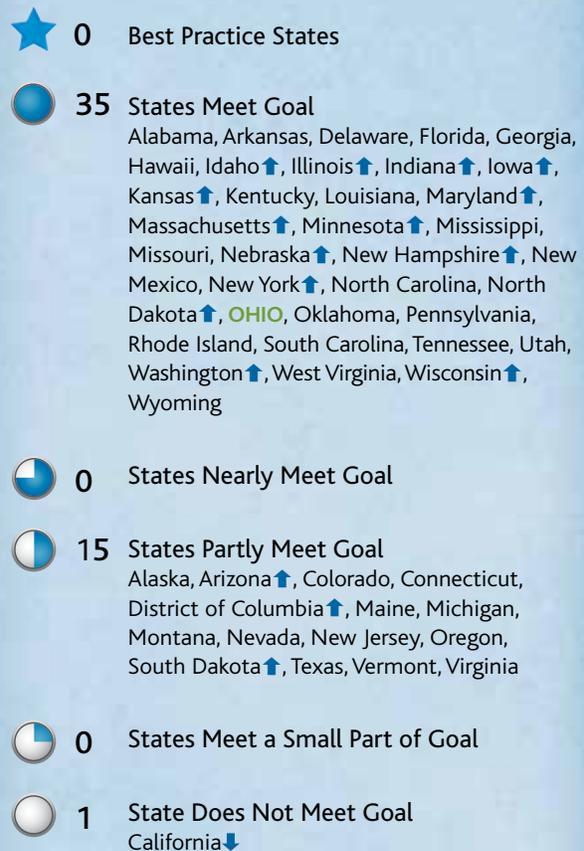 0 Best Practice States
35 States Meet Goal
Alabama, Arkansas, Delaware, Florida, Georgia,
Hawaii, Idaho⬆, Illinois⬆, Indiana⬆, Iowa⬆,
Kansas⬆, Kentucky, Louisiana, Maryland⬆,
Massachusetts⬆, Minnesota⬆, Mississippi,
Missouri, Nebraska⬆, New Hampshire⬆, New
Mexico, New York⬆, North Carolina, North
Dakota⬆, OHIO, Oklahoma, Pennsylvania,
Rhode Island, South Carolina, Tennessee, Utah,
Washington⬆, West Virginia, Wisconsin⬆,
Wyoming
0 States Nearly Meet Goal
15 States Partly Meet Goal
Alaska, Arizona⬆, Colorado, Connecticut,
District of Columbia⬆, Maine, Michigan,
Montana, Nevada, New Jersey, Oregon,
South Dakota⬆, Texas, Vermont, Virginia
0 States Meet a Small Part of Goal
1 State Does Not Meet Goal
California⬇